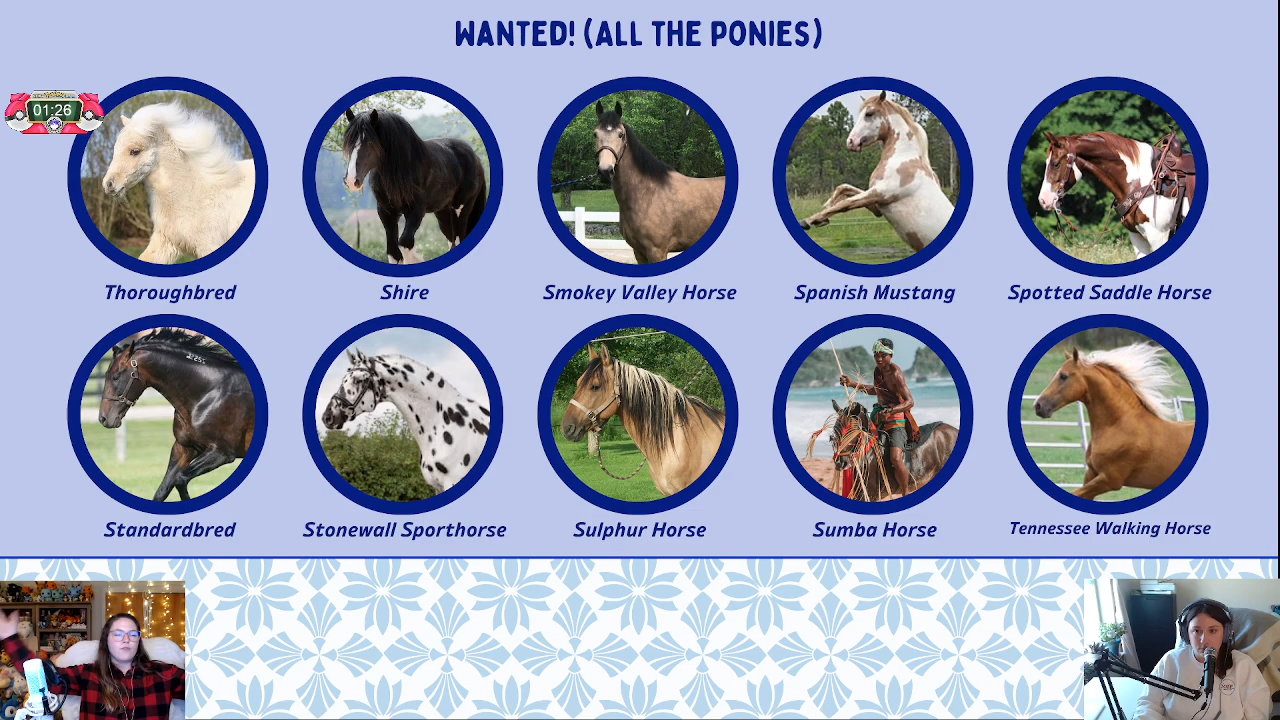 WANTED! (ALL THE PONIES)
01:26
Thoroughbred
Shire
Smokey Valley Horse
Spanish Mustang
Spotted Saddle Horse
Standardbred
Stonewall Sporthorse
Sulphur Horse
Sumba Horse
Tennessee Walking Horse